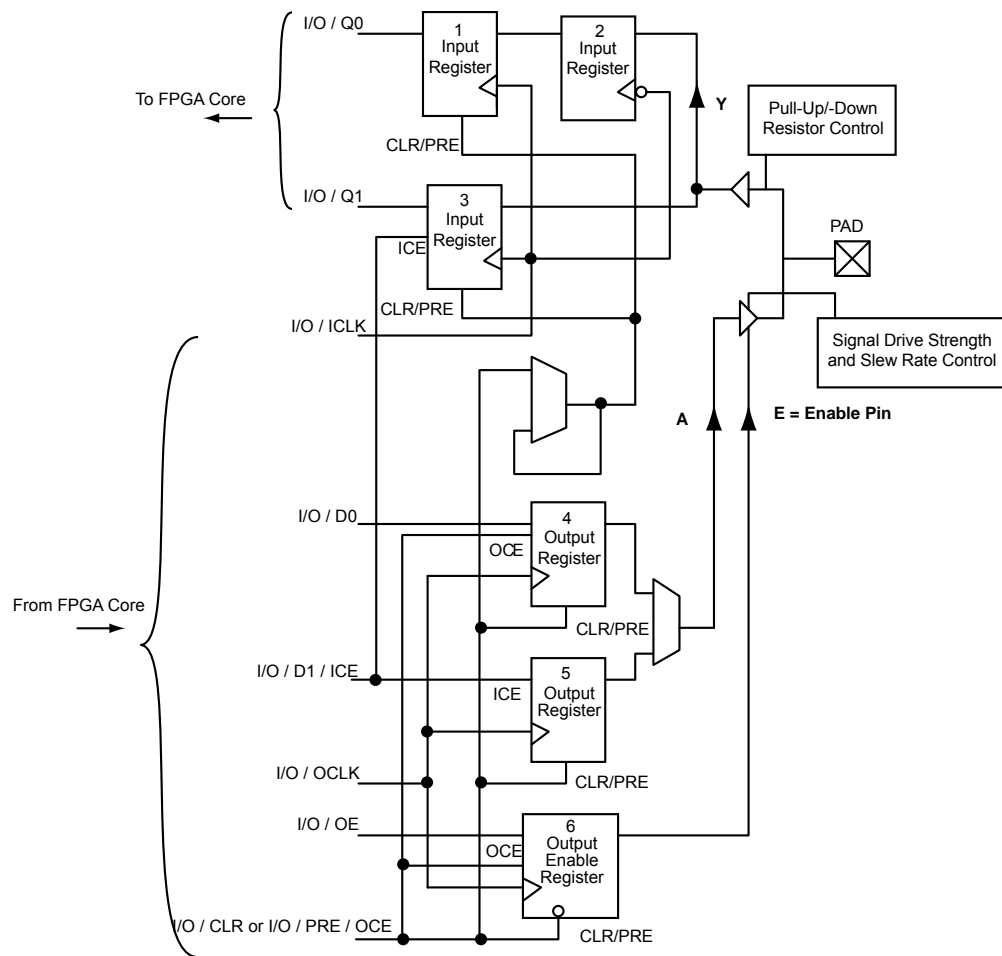 I/O / Q0
1
Input
Register
2
Input
Register
To FPGA Core
Y
Pull-Up/-Down
Resistor Control
CLR/PRE
I/O / Q1
3
Input
Register
ICE
PAD
CLR/PRE
I/O / ICLK
Signal Drive Strength
and Slew Rate Control
A
E = Enable Pin
I/O / D0
4
Output
Register
OCE
From FPGA Core
CLR/PRE
I/O / D1 / ICE
5
Output
Register
ICE
I/O / OCLK
CLR/PRE
I/O / OE
6
Output
Enable
Register
OCE
I/O / CLR or I/O / PRE / OCE
CLR/PRE